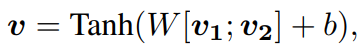 v = Tanh(W[v₁; v₂] + b),